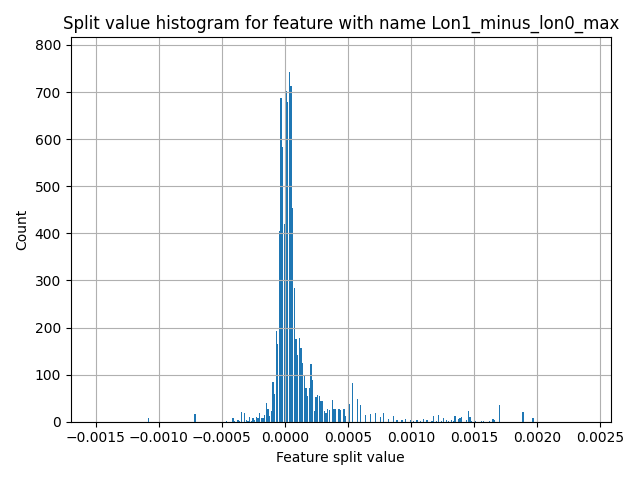 Split value histogram for feature with name Lon1_minus_lon0_max
800
700
600
500
400
300
200
100
0
Count
−0.0015 −0.0010 −0.0005 0.0000 0.0005 0.0010 0.0015 0.0020 0.0025
Feature split value